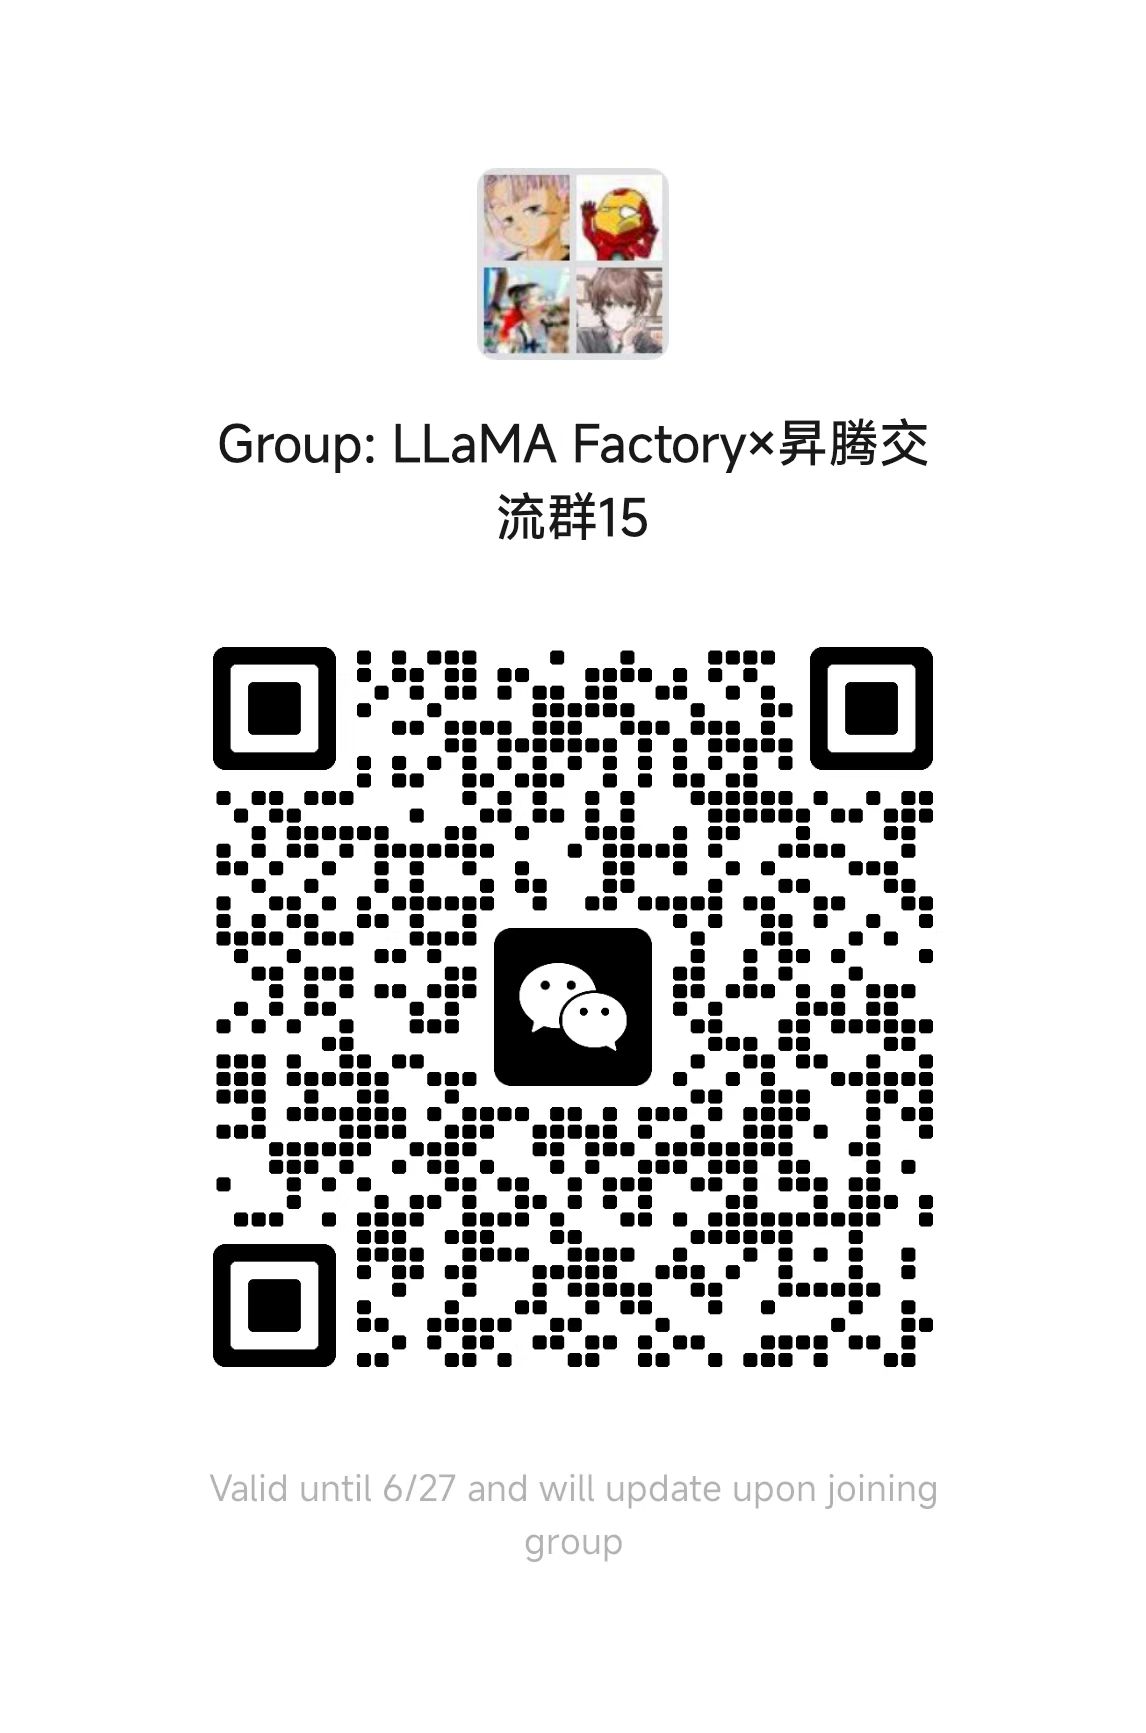 Group: LLaMA Factory×昇腾交
流群15
Valid until 6/27 and will update upon joining
group